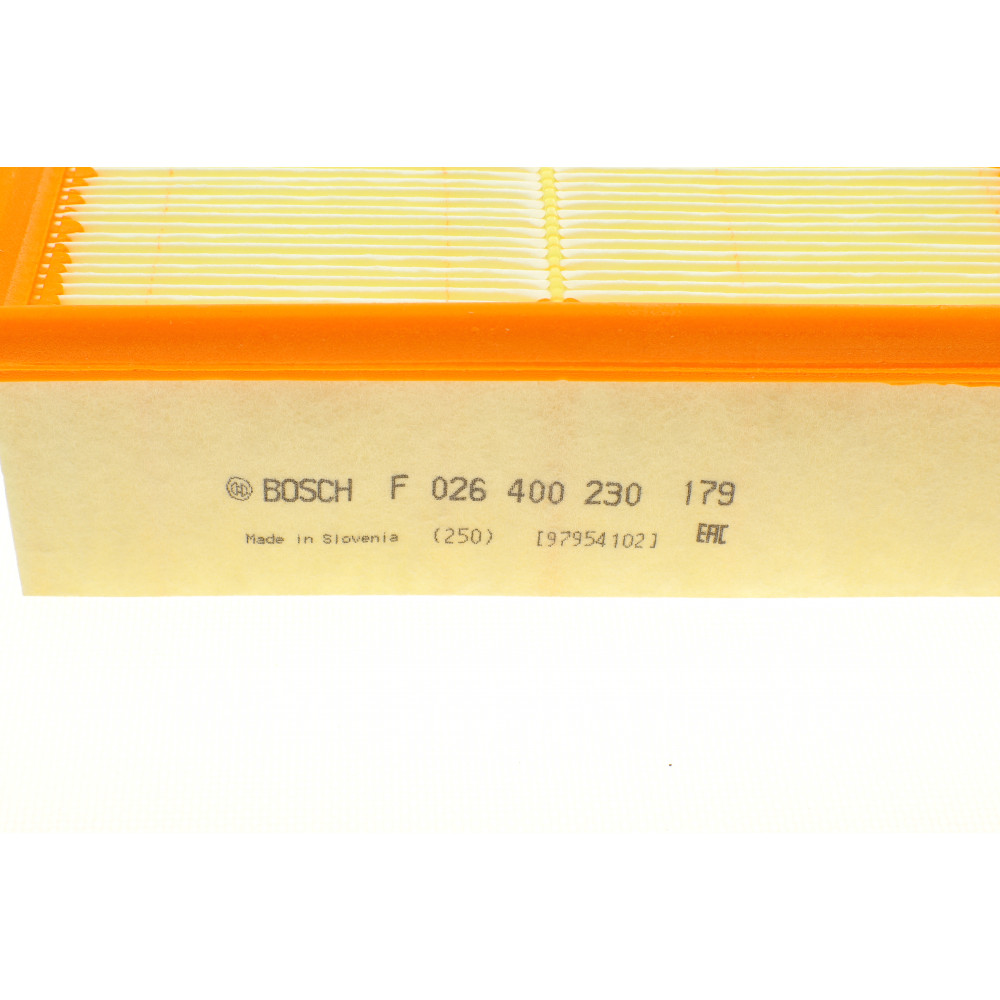 BOSCH F 026 400 230 179
Made in Slovenia (250) [97954102] EAC